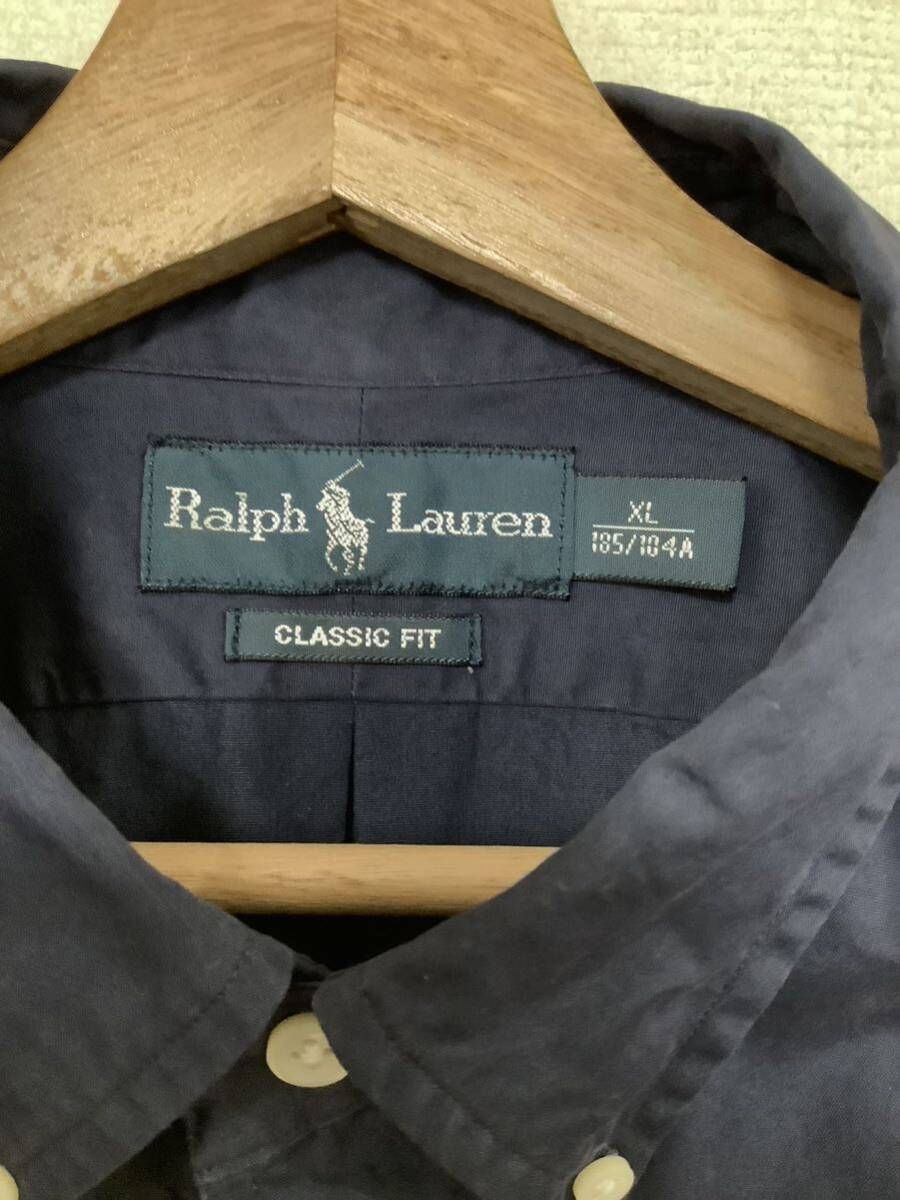 Ralph Lauren
XL
185/104A
CLASSIC FIT